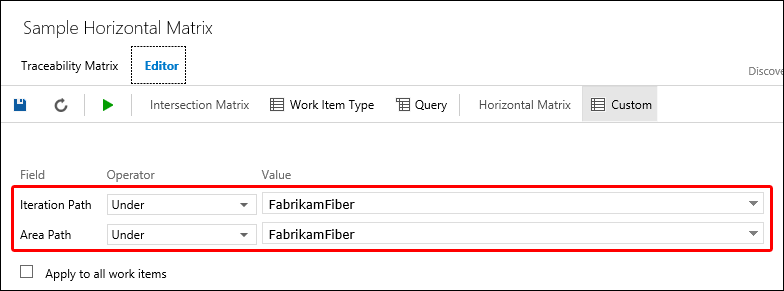 Sample Horizontal Matrix
Traceability Matrix Editor
Discove
Intersection Matrix Work Item Type Query Horizontal Matrix Custom
Field Operator Value
Iteration Path Under FabrikamFiber
Area Path Under FabrikamFiber
Apply to all work items